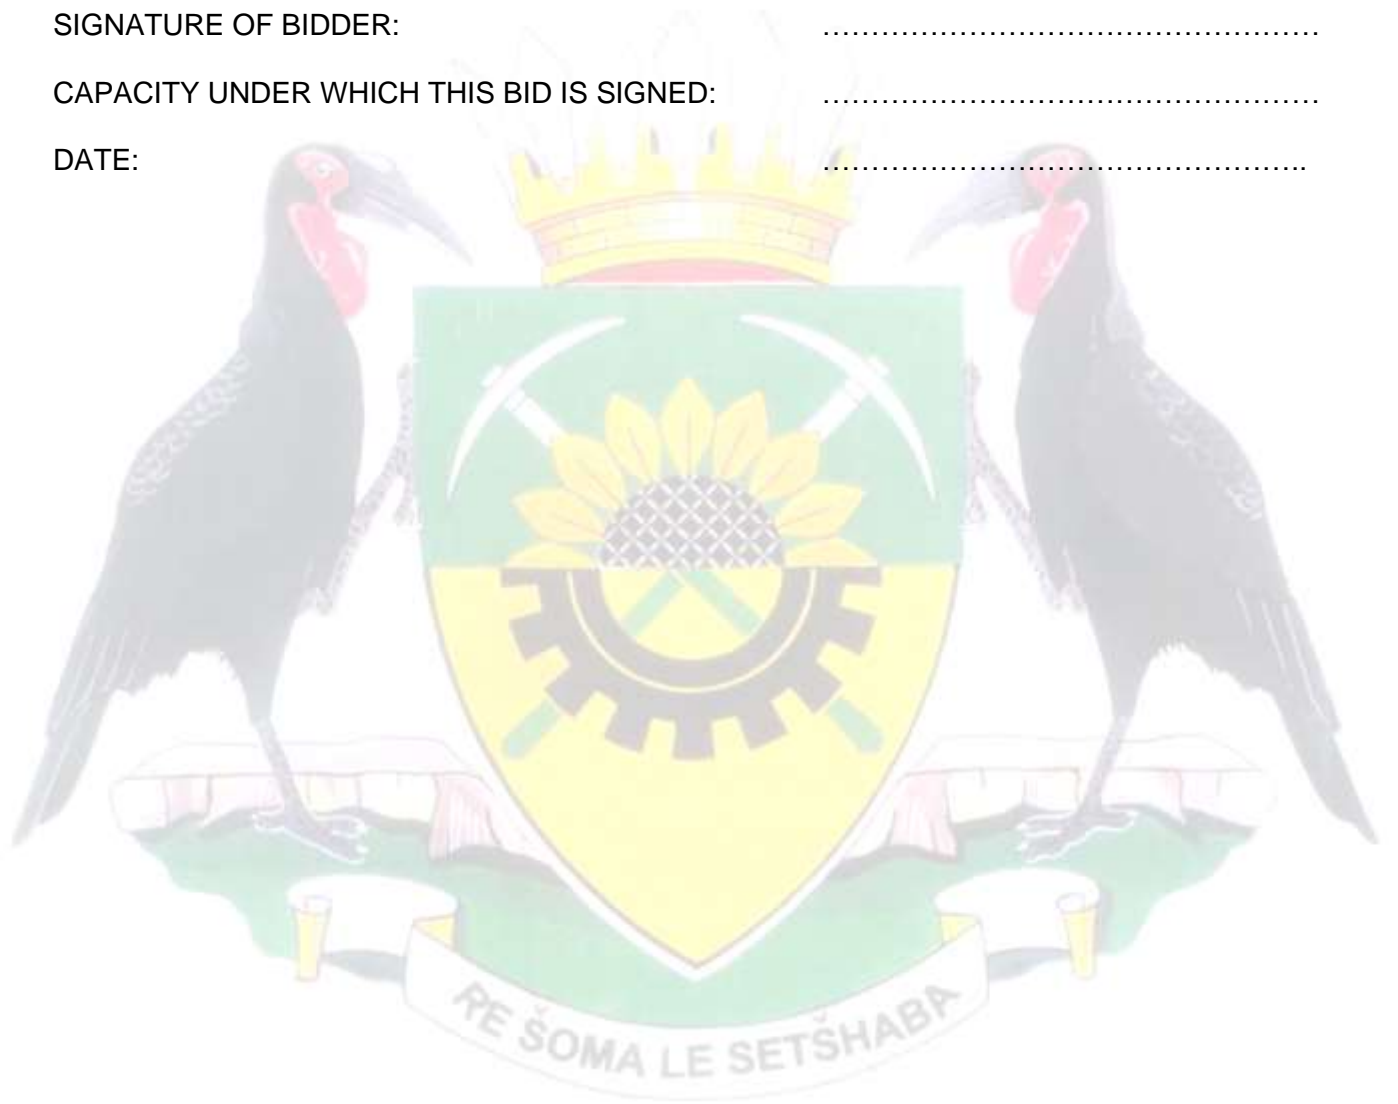 SIGNATURE OF BIDDER: ……………………………………………
CAPACITY UNDER WHICH THIS BID IS SIGNED: ……………………………………………
DATE: …………………………………………..
RE ŠOMA LE SETŠHABA